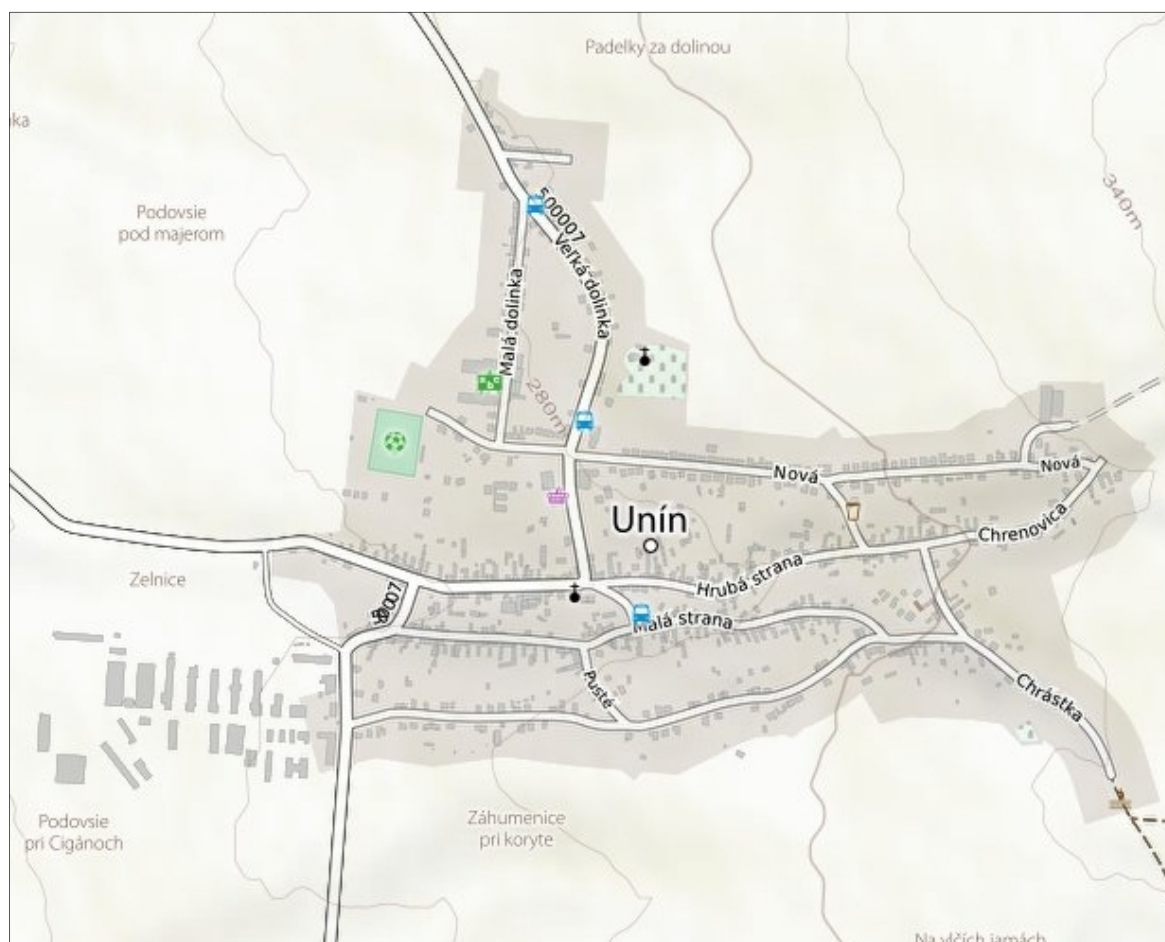 Padelky za dolinou
ka
340m
Podovsie
pod majerom
500007
Veľká dolinka
Malá dolinka
280m
Nová
Nová
Unín
Chrenovica
Zelnice
Hrubá strana
Malá strana
Pusté
Chrástka
Záhumenice
pri koryte
Podovsie
pri Cigánoch
Na vlčích jamách